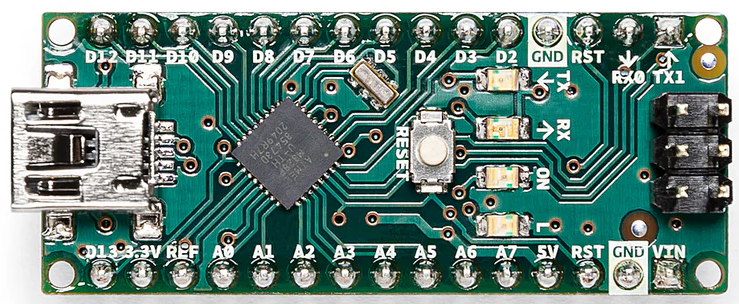 D12 D11 D10 D9 D8 D7 D6 D5 D4 D3 D2 GND RST RX0 TX1
TX
RX
RESET
ON
L
D13 3.3V REF A0 A1 A2 A3 A4 A5 A6 A7 5V RST GND VIN